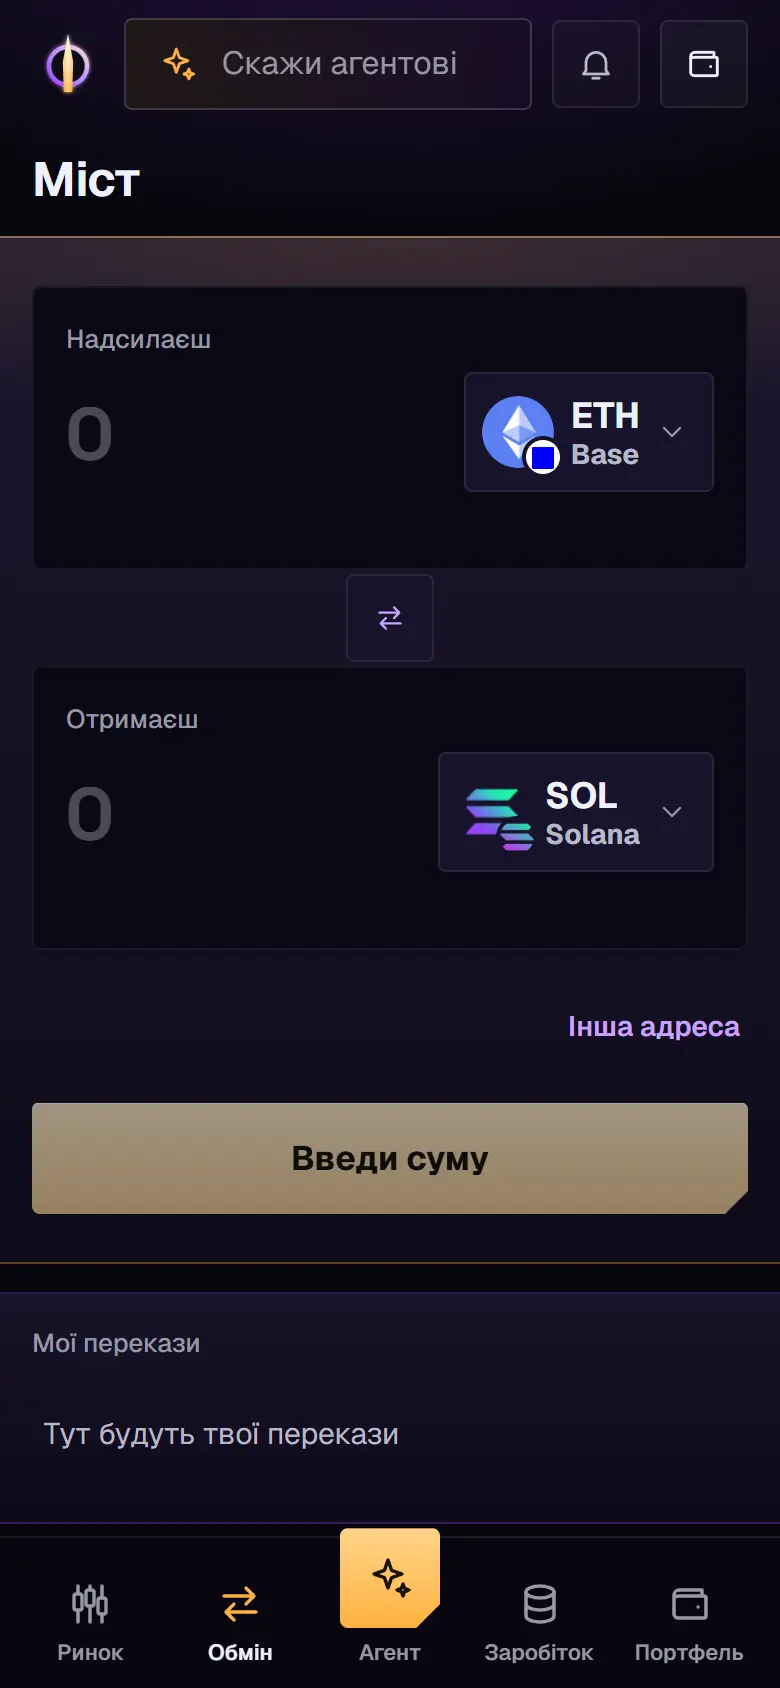 Скажи агентові
Міст
Надсилаєш
0
ETH
Base
Отримаєш
0
SOL
Solana
Інша адреса
Введи суму
Мої перекази
Тут будуть твої перекази
Ринок
Обмін
Агент
Заробіток
Портфель